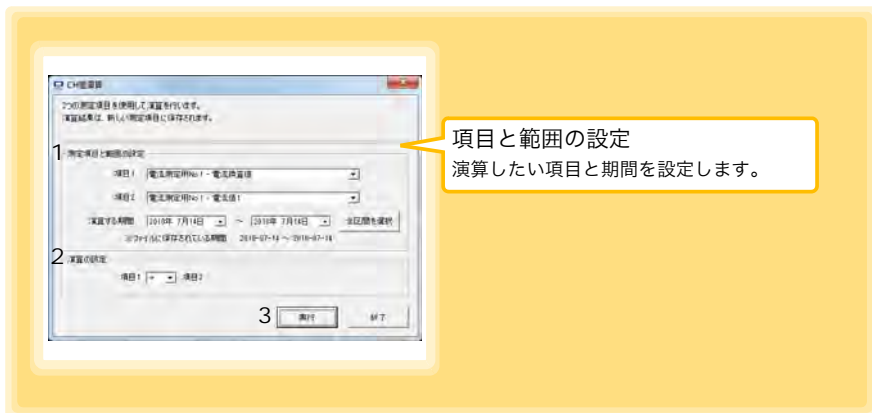 CH間演算
2つの測定項目を使用して演算を行います。
演算結果は、新しい測定項目に保存されます。
項目と範囲の設定
演算したい項目と期間を設定します。
1
測定項目と範囲の設定
項目1 電流測定用No1 - 電流換算値
項目2 電流測定用No1 - 電流値1
演算する期間 2018年 7月14日 ~ 2018年 7月14日 全区間を選択
※ファイルに保存されている期間 2018-07-14 ~ 2018-07-14
2
演算の設定
項目1 項目2
3 実行 終了